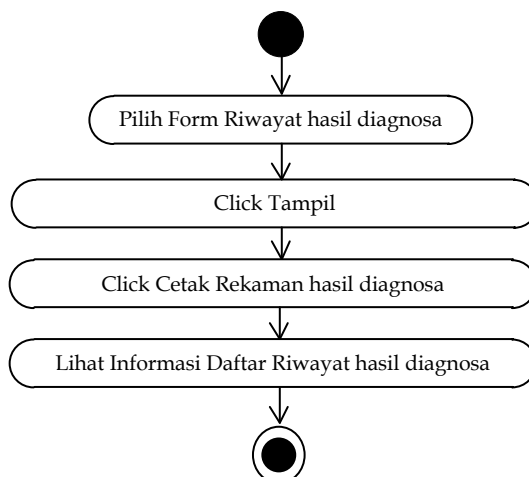 Pilih Form Riwayat hasil diagnosa
Click Tampil
Click Cetak Rekaman hasil diagnosa
Lihat Informasi Daftar Riwayat hasil diagnosa